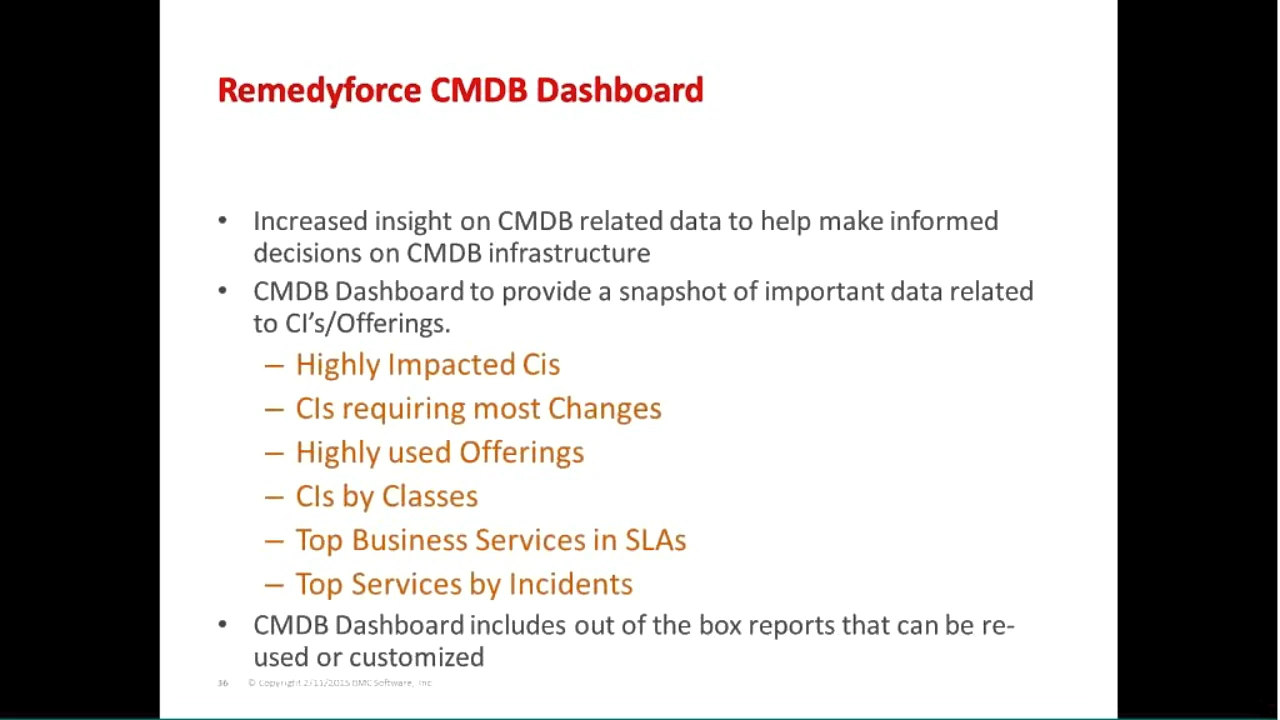 Remedyforce CMDB Dashboard
• Increased insight on CMDB related data to help make informed
decisions on CMDB infrastructure
• CMDB Dashboard to provide a snapshot of important data related
to CI's/Offerings.
– Highly Impacted Cis
– CIs requiring most Changes
– Highly used Offerings
– CIs by Classes
– Top Business Services in SLAs
– Top Services by Incidents
• CMDB Dashboard includes out of the box reports that can be re-
used or customized
36 © Copyright 2/11/2015 BMC Software, Inc